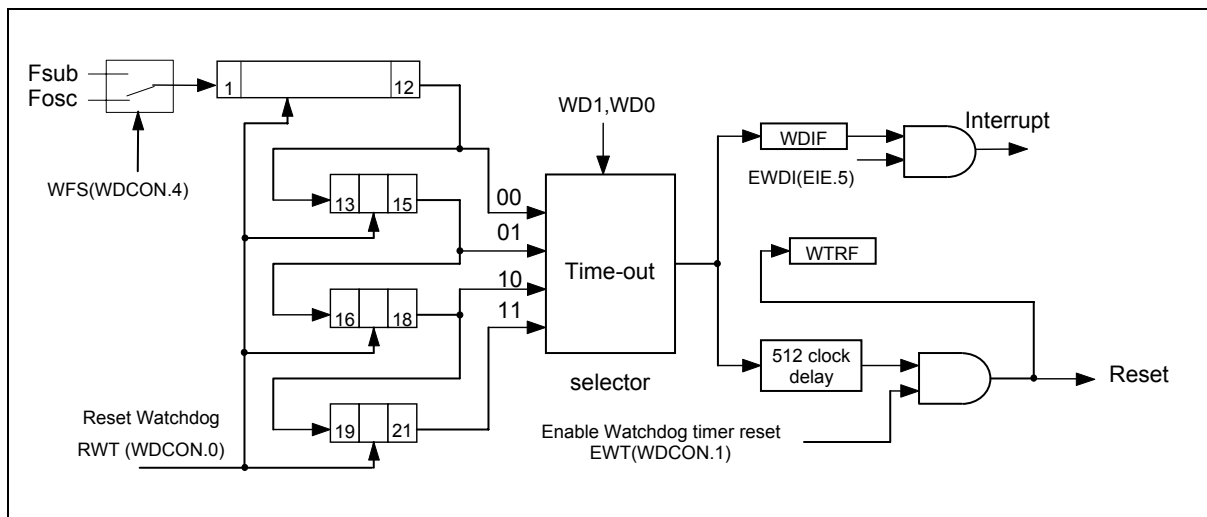 Fsub
Fosc
1
12
WFS(WDCON.4)
WD1,WD0
13
15
16
18
19
21
00
01
10
11
Time-out
selector
WDIF
EWDI(EIE.5)
Interrupt
WTRF
512 clock
delay
Reset
Enable Watchdog timer reset
EWT(WDCON.1)
Reset Watchdog
RWT (WDCON.0)